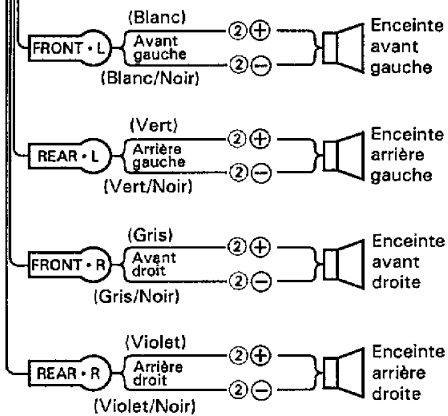 (Blanc)
FRONT • L
Avant
gauche
② ⊕
② ⊖
(Blanc/Noir)
Enceinte
avant
gauche
(Vert)
REAR • L
Arrière
gauche
② ⊕
② ⊖
(Vert/Noir)
Enceinte
arrière
gauche
(Gris)
FRONT • R
Avant
droit
② ⊕
② ⊖
(Gris/Noir)
Enceinte
avant
droite
(Violet)
REAR • R
Arrière
droit
② ⊕
② ⊖
(Violet/Noir)
Enceinte
arrière
droite